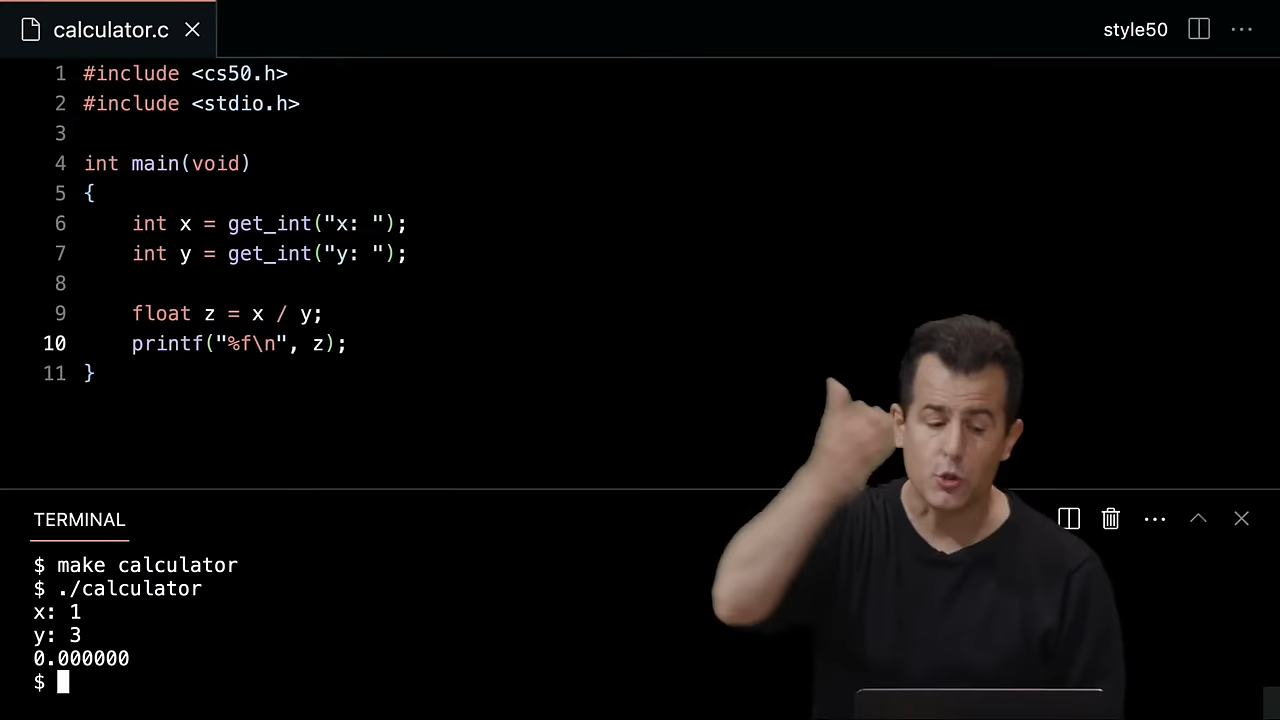 calculator.c
style50
1 #include <cs50.h>
2 #include <stdio.h>
3
4 int main(void)
5 {
6     int x = get_int("x: ");
7     int y = get_int("y: ");
8
9     float z = x / y;
10     printf("%f\n", z);
11 }
TERMINAL
$ make calculator
$ ./calculator
x: 1
y: 3
0.000000
$